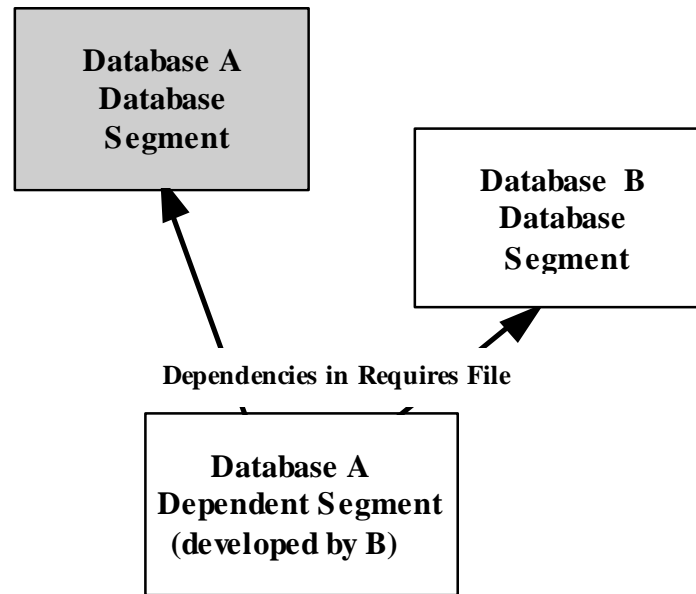 Database A
Database
Segment
Database B
Database
Segment
Dependencies in Requires File
Database A
Dependent Segment
(developed by B)